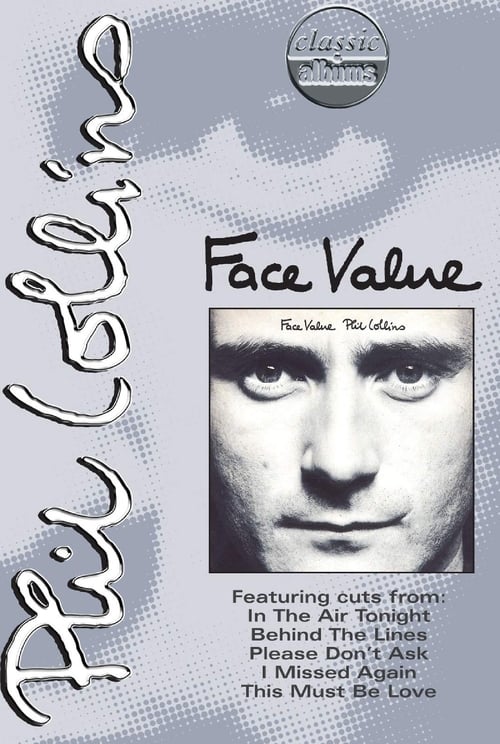 classic
albums
Phil Collins
Face Value
Face Value Phil Collins
Featuring cuts from:
In The Air Tonight
Behind The Lines
Please Don't Ask
I Missed Again
This Must Be Love